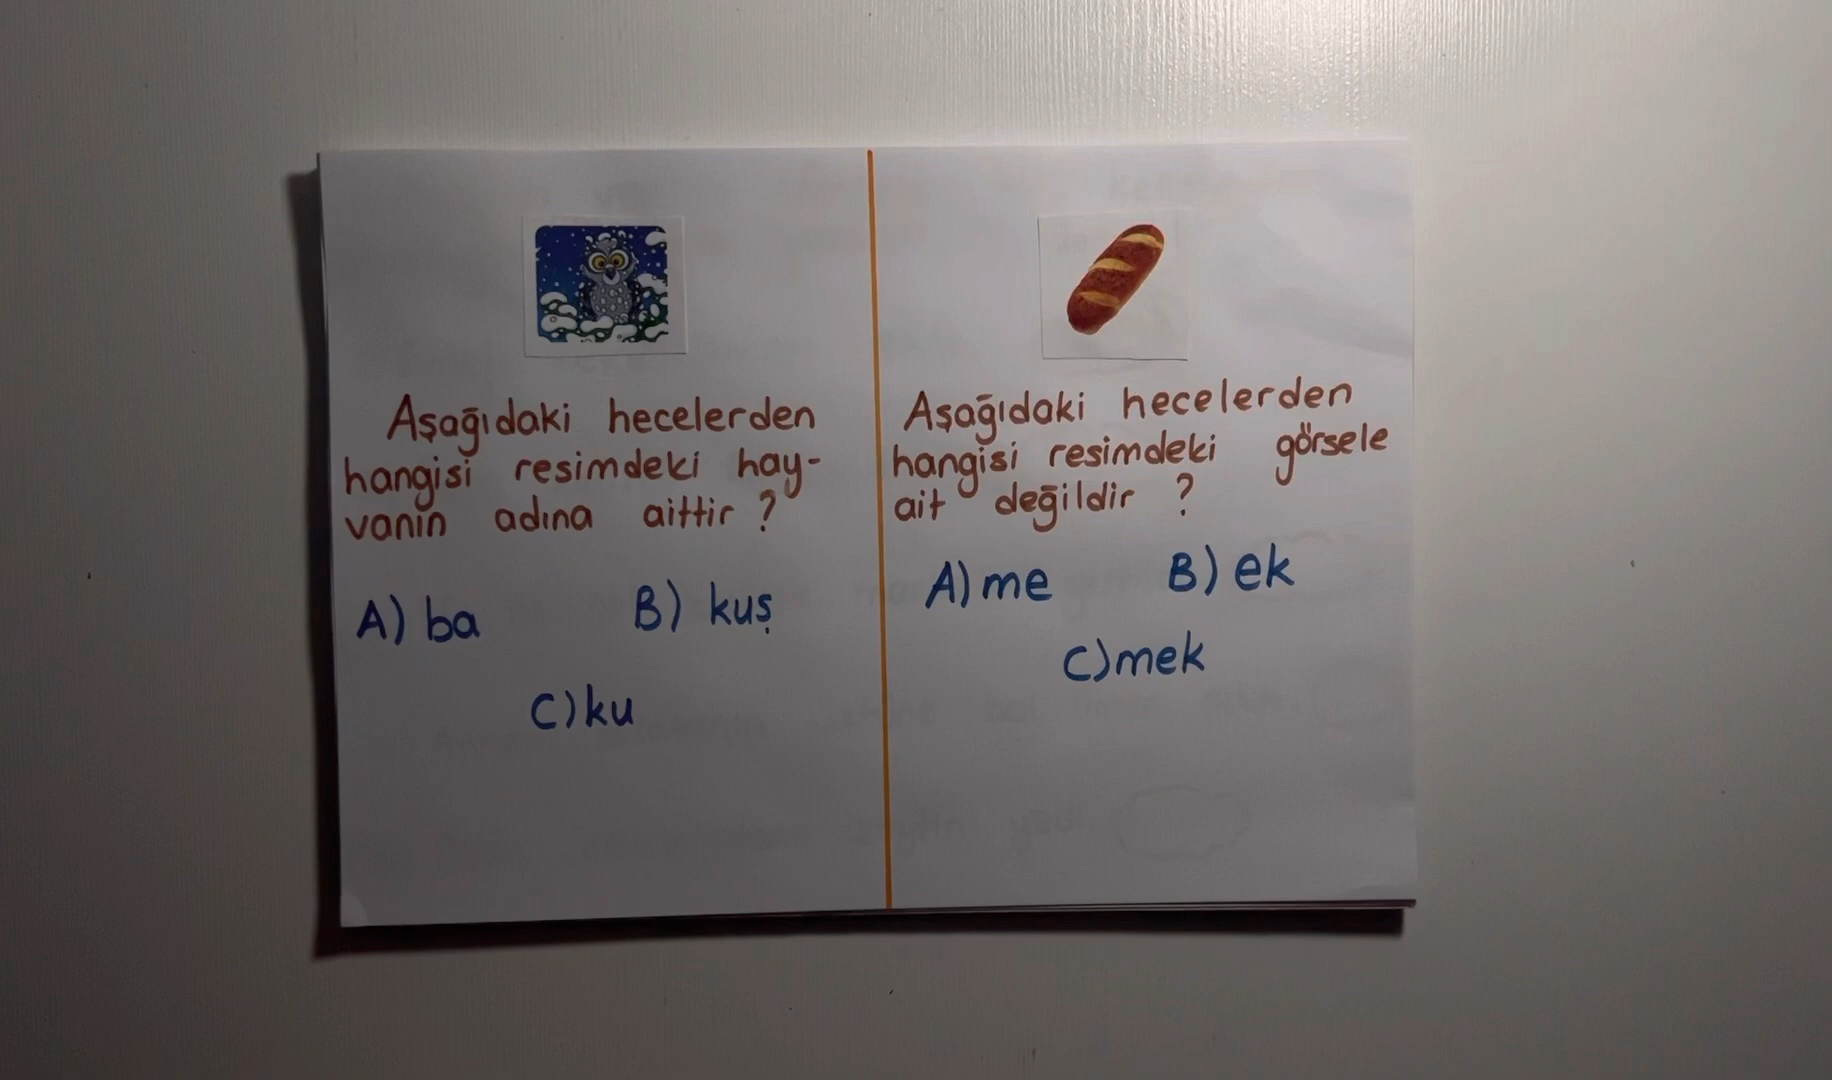 Aşağıdaki hecelerden
hangisi resimdeki hay-
vanın adına aittir ?
A) ba
B) kuş
C) ku
Aşağıdaki hecelerden
hangisi resimdeki görsele
ait değildir ?
A) me
B) ek
C) mek